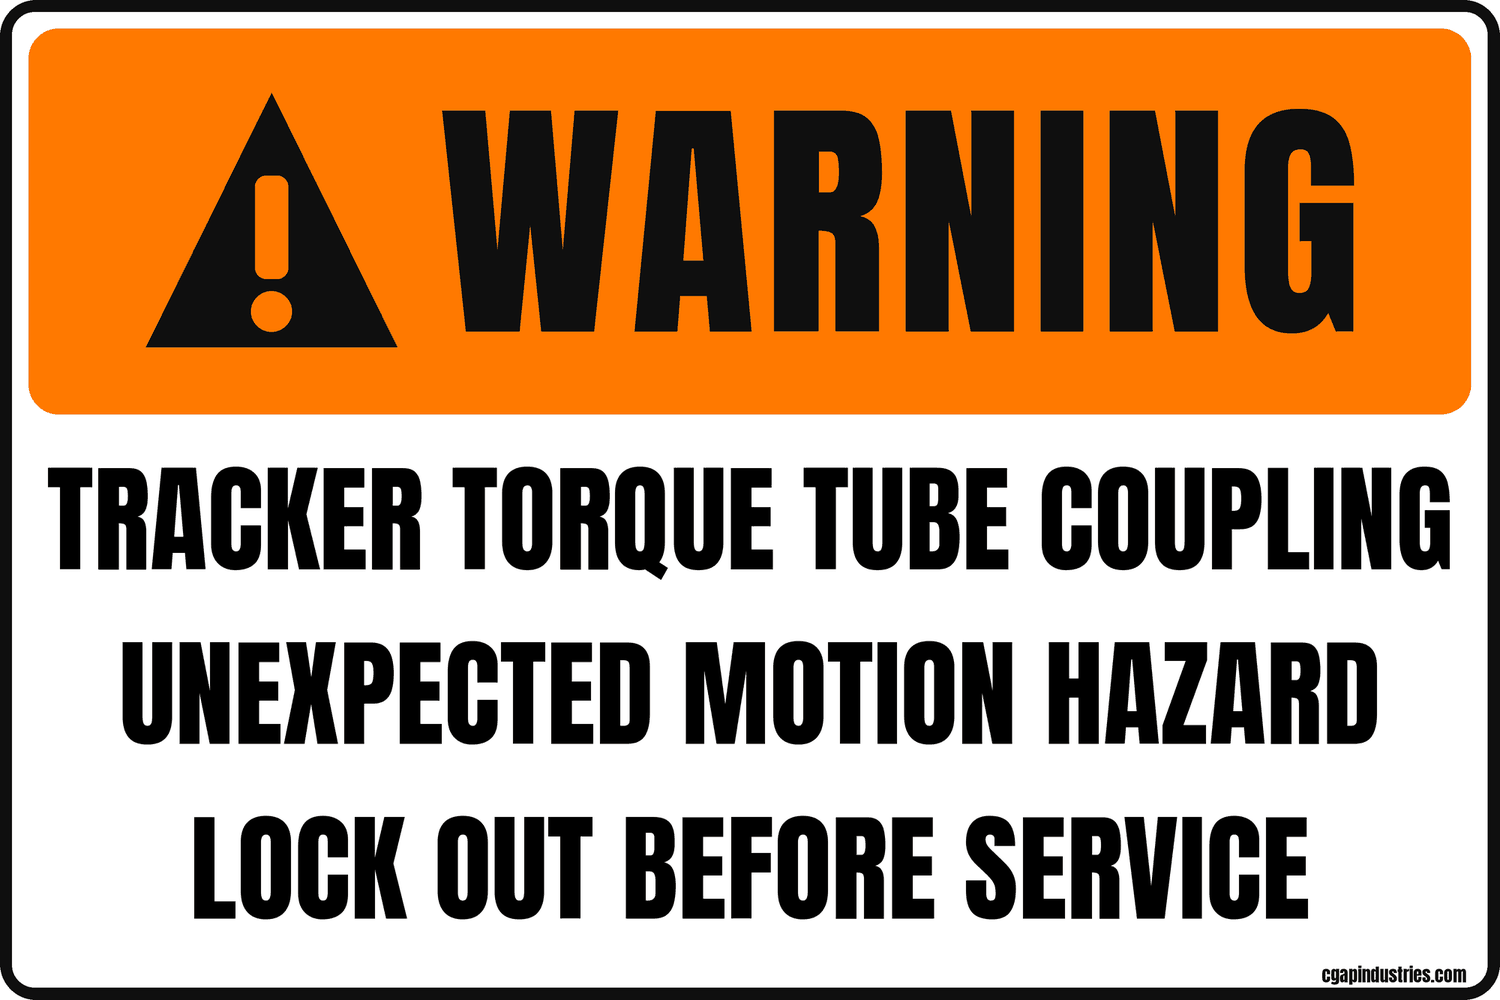 WARNING
TRACKER TORQUE TUBE COUPLING
UNEXPECTED MOTION HAZARD
LOCK OUT BEFORE SERVICE
cgapindustries.com